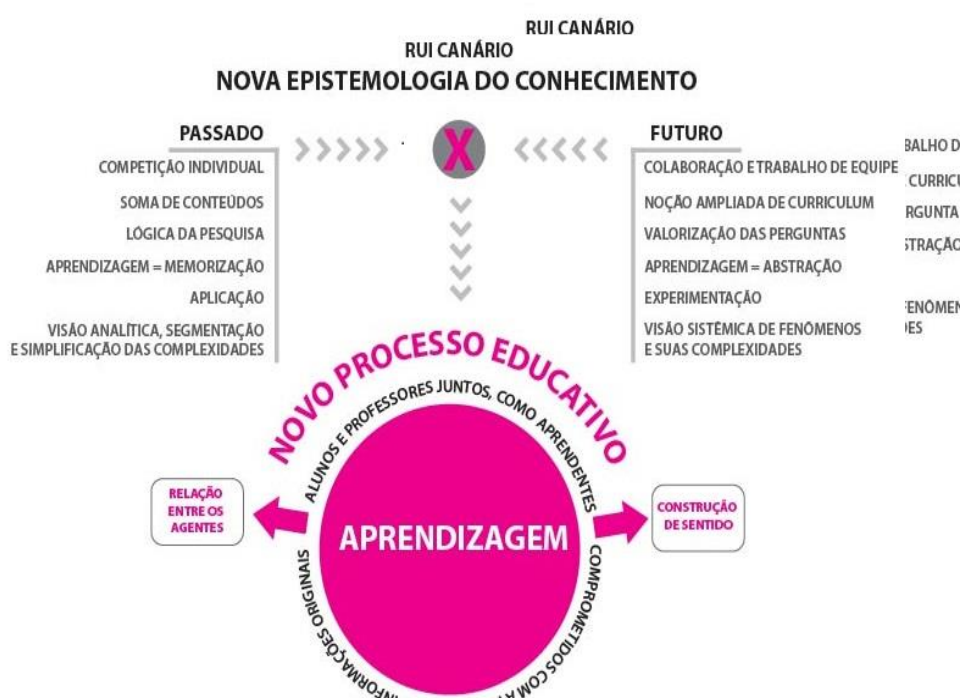 RUI CANÁRIO
RUI CANÁRIO
NOVA EPISTEMOLOGIA DO CONHECIMENTO
PASSADO
COMPETIÇÃO INDIVIDUAL
SOMA DE CONTEÚDOS
LÓGICA DA PESQUISA
APRENDIZAGEM = MEMORIZAÇÃO
APLICAÇÃO
VISÃO ANALÍTICA, SEGMENTAÇÃO
E SIMPLIFICAÇÃO DAS COMPLEXIDADES
X
FUTURO
COLABORAÇÃO E TRABALHO DE EQUIPE
NOÇÃO AMPLIADA DE CURRICULUM
VALORIZAÇÃO DAS PERGUNTAS
APRENDIZAGEM = ABSTRAÇÃO
EXPERIMENTAÇÃO
VISÃO SISTÊMICA DE FENÔMENOS
E SUAS COMPLEXIDADES
BALHO D
CURRICU
RGUNTA
STRAÇÃO
FENÔMEN
DES
NOVO PROCESSO EDUCATIVO
ALUNOS E PROFESSORES JUNTOS, COMO APRENDENTES
COMPROMETIDOS COM A
INFORMAÇÕES ORIGINAIS
RELAÇÃO
ENTRE OS
AGENTES
APRENDIZAGEM
CONSTRUÇÃO
DE SENTIDO